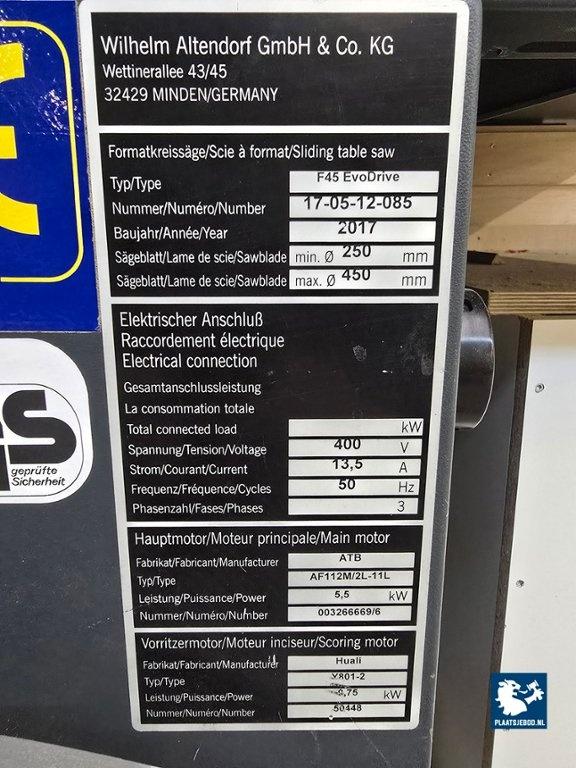 Wilhelm Altendorf GmbH & Co. KG
Wettinerallee 43/45
32429 MINDEN/GERMANY
Formatkreissäge/Scie à format/Sliding table saw
Typ/Type F45 EvoDrive
Nummer/Numéro/Number 17-05-12-085
Baujahr/Année/Year 2017
Sägeblatt/Lame de scie/Sawblade min. Ø 250 mm
Sägeblatt/Lame de scie/Sawblade max. Ø 450 mm
Elektrischer Anschluß
Raccordement électrique
Electrical connection
Gesamtanschlussleistung
La consommation totale
Total connected load kW
Spannung/Tension/Voltage 400 V
Strom/Courant/Current 13,5 A
Frequenz/Fréquence/Cycles 50 Hz
Phasenzahl/Fases/Phases 3
Hauptmotor/Moteur principale/Main motor
Fabrikat/Fabricant/Manufacturer ATB
Typ/Type AF112M/2L-11L
Leistung/Puissance/Power 5,5 kW
Nummer/Numéro/Number 003266669/6
Vorritzermotor/Moteur inciseur/Scoring motor
Fabrikat/Fabricant/Manufacturer Huali
Typ/Type Y801-2
Leistung/Puissance/Power 0,75 kW
Nummer/Numéro/Number 50448
GS
geprüfte
Sicherheit
PLAATSJEBOD.NL